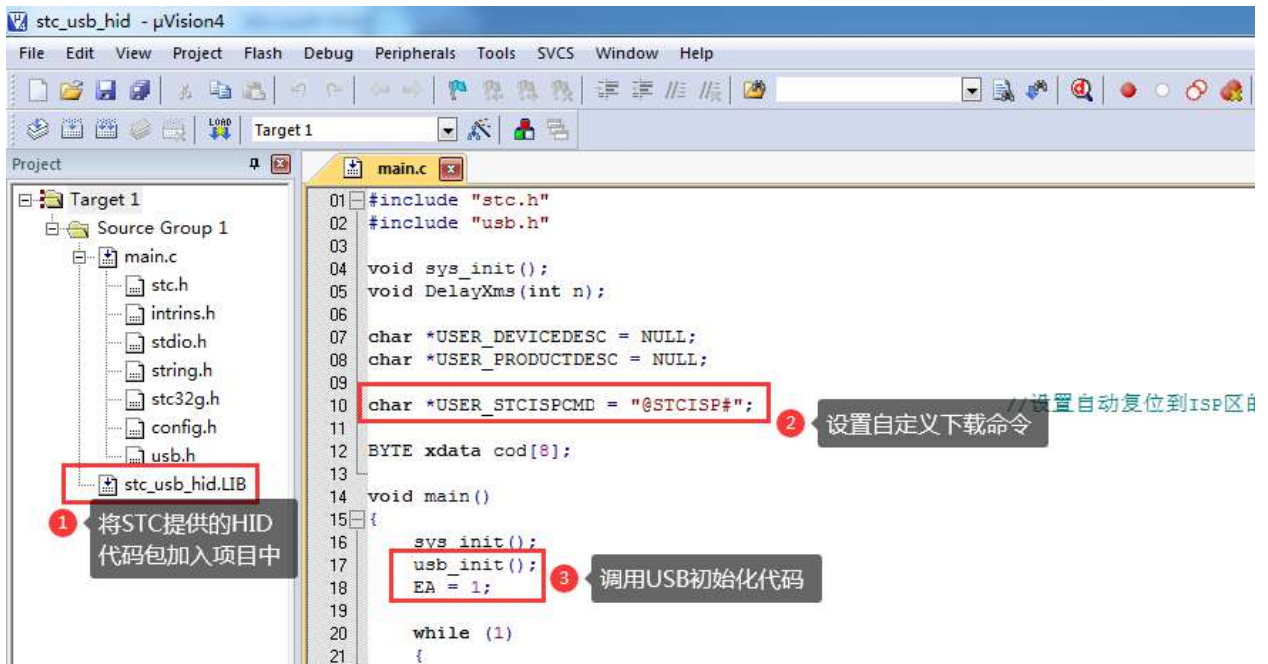 stc_usb_hid - µVision4
File Edit View Project Flash Debug Peripherals Tools SVCS Window Help
LOAD Target 1
Project
main.c
Target 1
Source Group 1
main.c
stc.h
intrins.h
stdio.h
string.h
stc32g.h
config.h
usb.h
stc_usb_hid.LIB
1 将STC提供的HID
代码包加入项目中
01 #include "stc.h"
02 #include "usb.h"
03
04 void sys_init();
05 void DelayXms(int n);
06
07 char *USER_DEVICEDESC = NULL;
08 char *USER_PRODUCTDESC = NULL;
09
10 char *USER_STCISPCMD = "@STCISP#"; //设置自动复位到ISP区的
2 设置自定义下载命令
11
12 BYTE xdata cod[8];
13
14 void main()
15 {
16 sys_init();
17 usb_init();
18 EA = 1;
3 调用USB初始化代码
19
20 while (1)
21 {